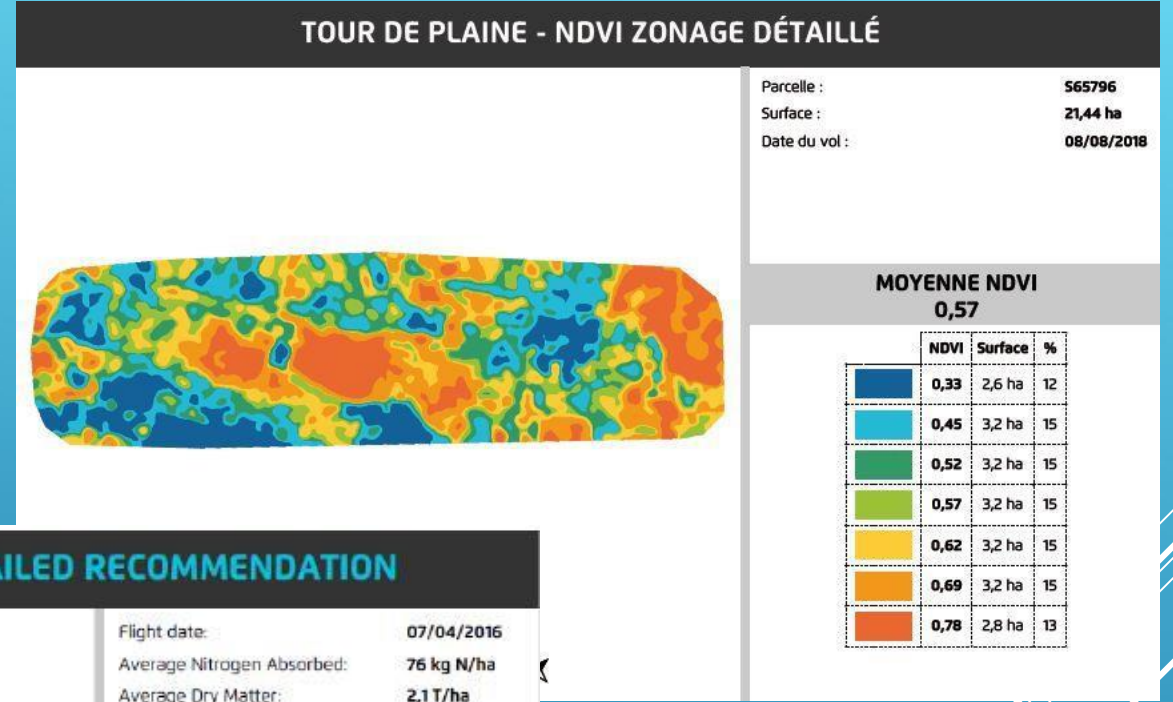 TOUR DE PLAINE - NDVI ZONAGE DÉTAILLÉ
Parcelle : S65796
Surface : 21,44 ha
Date du vol : 08/08/2018
MOYENNE NDVI
0,57
NDVI Surface %
0,33 2,6 ha 12
0,45 3,2 ha 15
0,52 3,2 ha 15
0,57 3,2 ha 15
0,62 3,2 ha 15
0,69 3,2 ha 15
0,78 2,8 ha 13
RECOMMENDATION
Flight date: 07/04/2016
Average Nitrogen Absorbed: 76 kg N/ha
Average Dry Matter: 2,1 T/ha